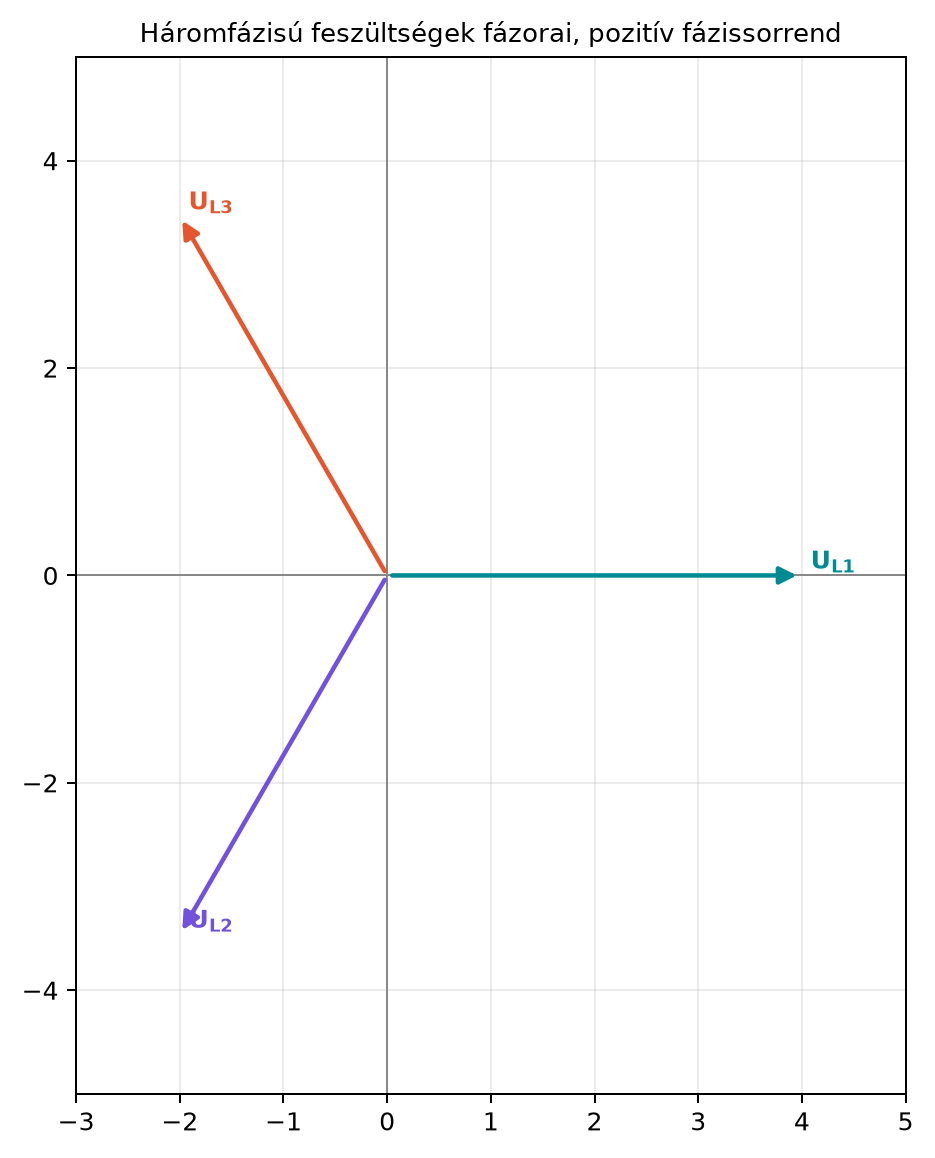 Háromfázisú feszültségek fázorai, pozitív fázissorrend
4
U_L3
2
U_L1
0
−2
U_L2
−4
−3 −2 −1 0 1 2 3 4 5